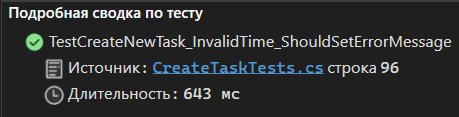 Подробная сводка по тесту
TestCreateNewTask_InvalidTime_ShouldSetErrorMessage
Источник: CreateTaskTests.cs строка 96
Длительность: 643 мс